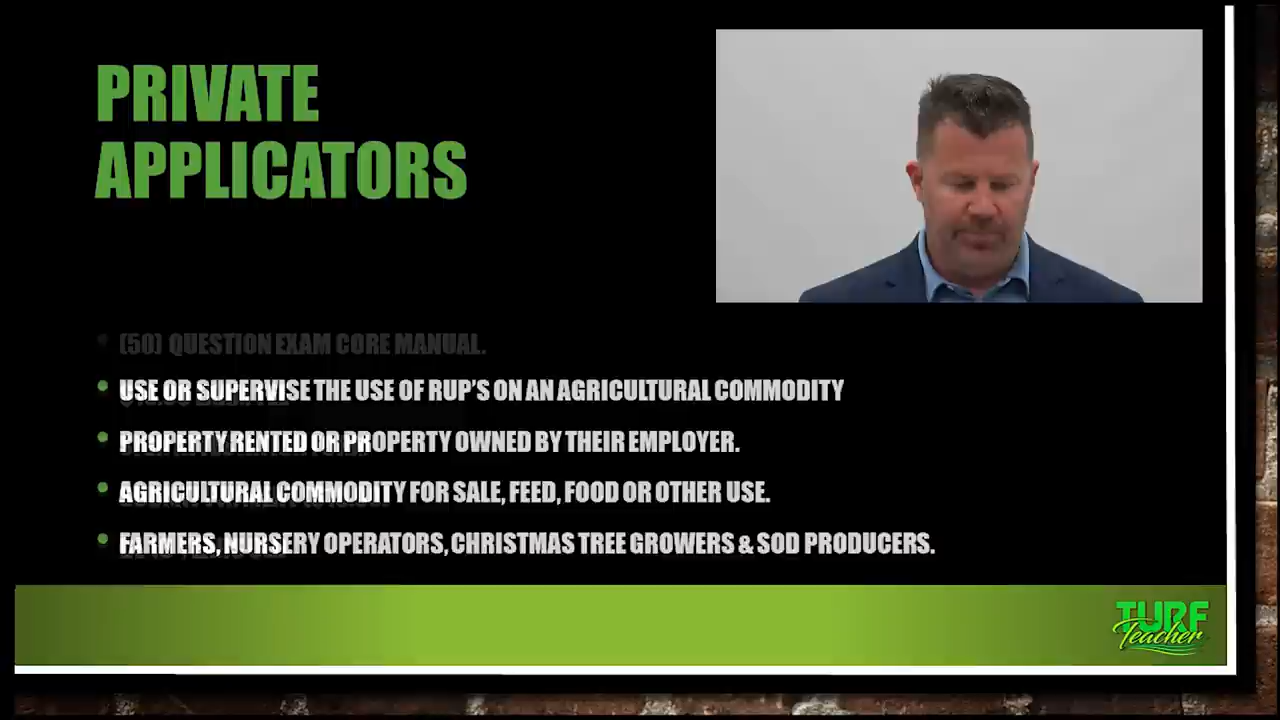 PRIVATE
APPLICATORS
(50) QUESTION EXAM CORE MANUAL.
USE OR SUPERVISE THE USE OF RUP'S ON AN AGRICULTURAL COMMODITY
PROPERTY RENTED OR PROPERTY OWNED BY THEIR EMPLOYER.
AGRICULTURAL COMMODITY FOR SALE, FEED, FOOD OR OTHER USE.
FARMERS, NURSERY OPERATORS, CHRISTMAS TREE GROWERS & SOD PRODUCERS.
TURF
Teacher